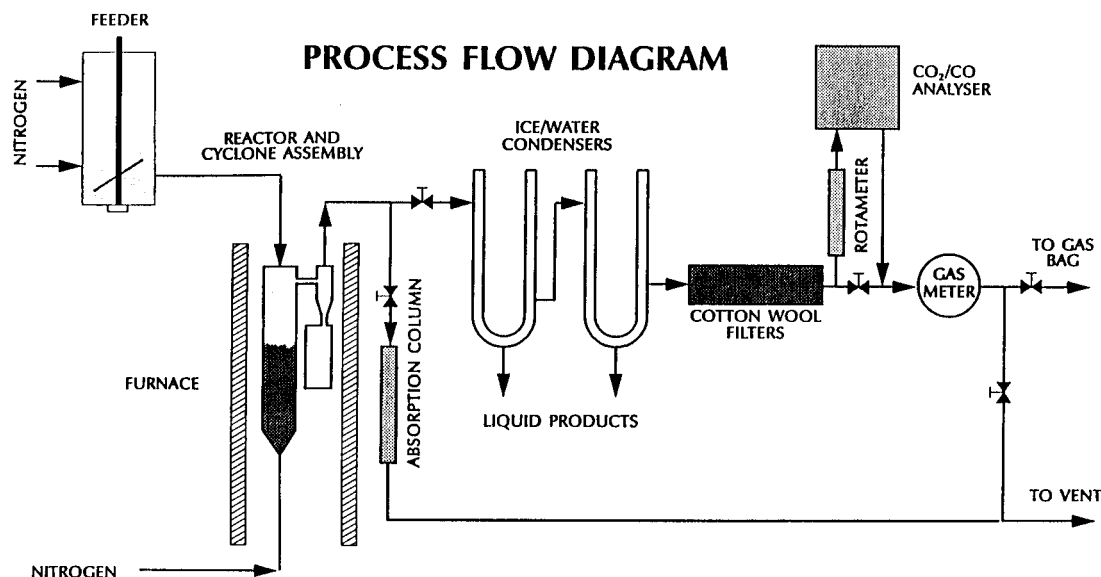 FEEDER
PROCESS FLOW DIAGRAM
NITROGEN
REACTOR AND
CYCLONE ASSEMBLY
ICE/WATER
CONDENSERS
CO₂/CO
ANALYSER
ROTAMETER
TO GAS
BAG
GAS
METER
COTTON WOOL
FILTERS
FURNACE
ABSORPTION COLUMN
LIQUID PRODUCTS
TO VENT
NITROGEN